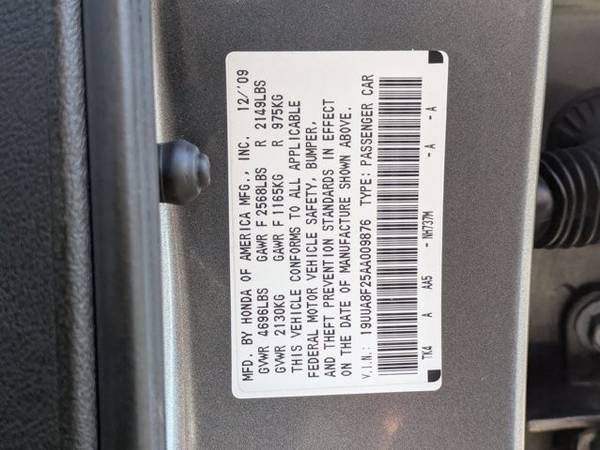 MFD. BY HONDA OF AMERICA MFG., INC. 12/'09
GVWR 4696LBS GAWR F 2568LBS R 2149LBS
GVWR 2130KG GAWR F 1165KG R 975KG
THIS VEHICLE CONFORMS TO ALL APPLICABLE
FEDERAL MOTOR VEHICLE SAFETY, BUMPER,
AND THEFT PREVENTION STANDARDS IN EFFECT
ON THE DATE OF MANUFACTURE SHOWN ABOVE.
V.I.N.: 19UUA8F25AA009876 TYPE: PASSENGER CAR
TK4 A AA5 - NH737M - A - A